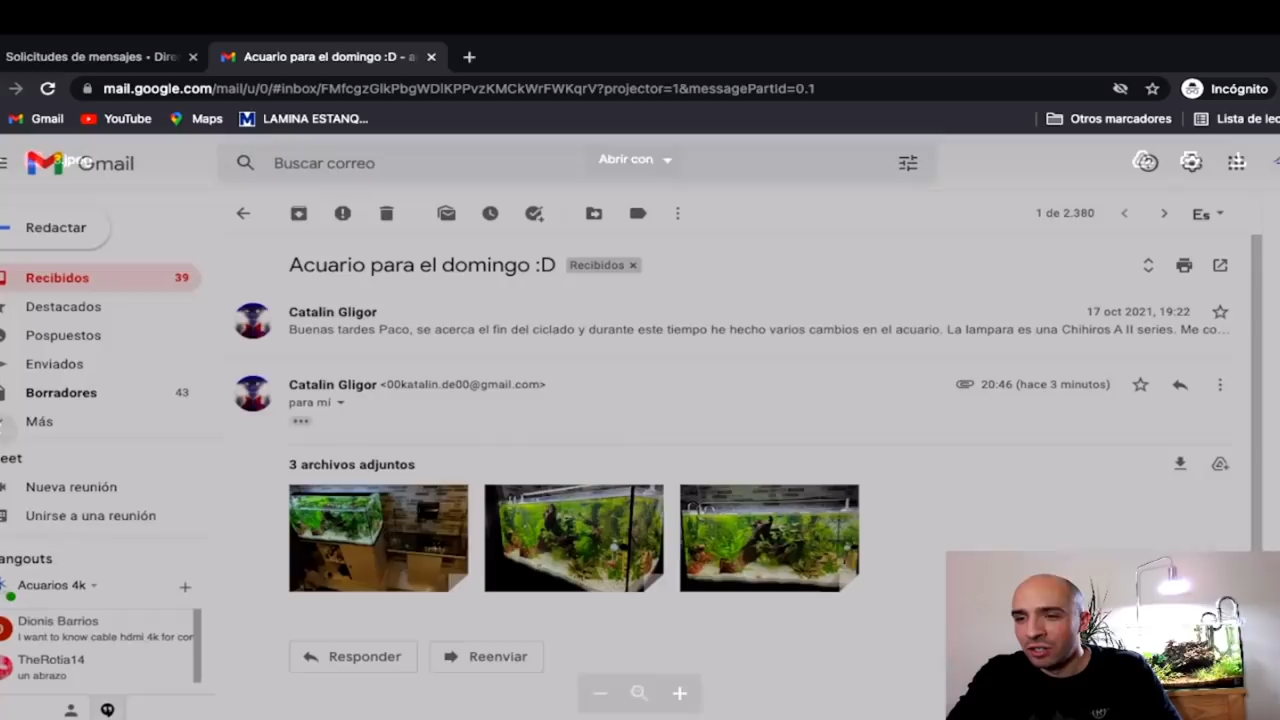 Solicitudes de mensajes • Dire
Acuario para el domingo :D - a
mail.google.com/mail/u/0/#inbox/FMfcgzGlkPbgWDlKPPvzKMCkWrFWKqrV?projector=1&messagePartId=0.1
Incógnito
Gmail
YouTube
Maps
LAMINA ESTANQ...
Otros marcadores
Lista de lec
Gmail
Buscar correo
Abrir con
Redactar
1 de 2.380
Es
Acuario para el domingo :D
Recibidos ×
Recibidos 39
Destacados
Pospuestos
Enviados
Borradores 43
Más
Catalin Gligor
17 oct 2021, 19:22
Buenas tardes Paco, se acerca el fin del ciclado y durante este tiempo he hecho varios cambios en el acuario. La lampara es una Chihiros A II series. Me co...
Catalin Gligor <00katalin.de00@gmail.com>
20:46 (hace 3 minutos)
para mí
eet
Nueva reunión
Unirse a una reunión
3 archivos adjuntos
angouts
Acuarios 4k
Dionis Barrios
I want to know cable hdmi 4k for cor
TheRotia14
un abrazo
Responder
Reenviar